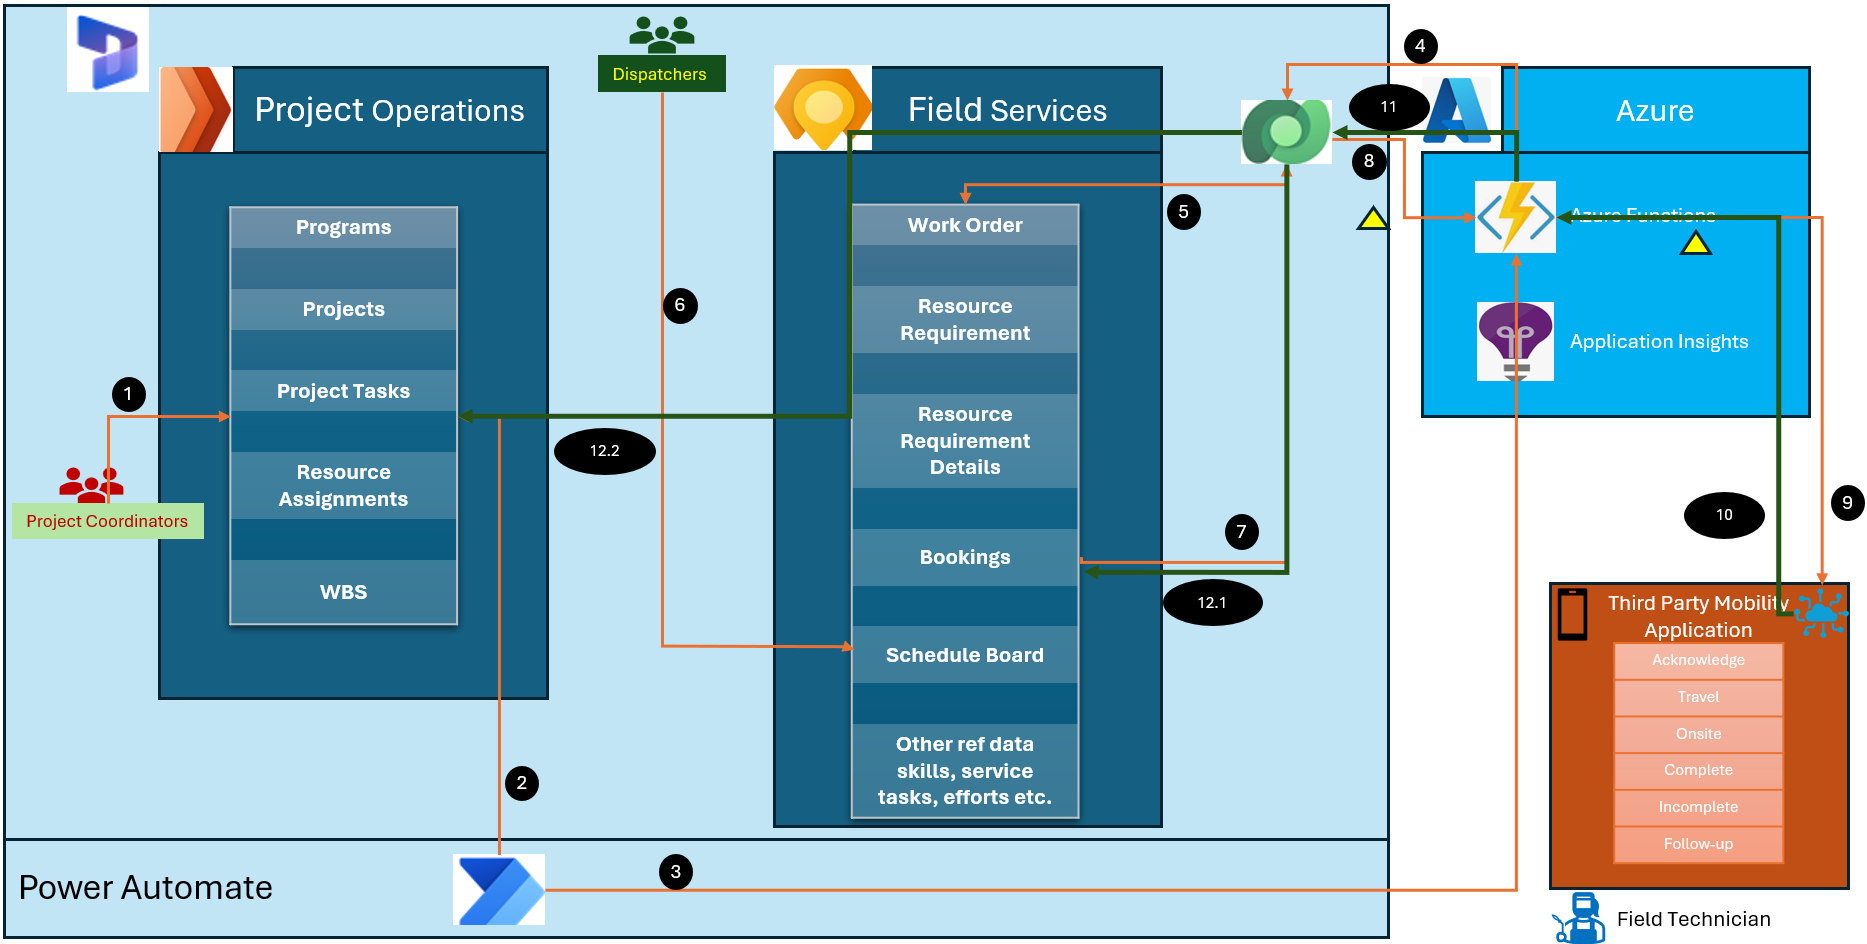 Dispatchers
Project Operations
Field Services
Azure
4
11
8
5
Programs
Projects
Project Tasks
Resource
Assignments
WBS
1
Project Coordinators
2
6
12.2
Work Order
Resource
Requirement
Resource
Requirement
Details
Bookings
Schedule Board
Other ref data
skills, service
tasks, efforts etc.
7
12.1
Azure Functions
Application Insights
10
9
Third Party Mobility
Application
Acknowledge
Travel
Onsite
Complete
Incomplete
Follow-up
Field Technician
Power Automate
3